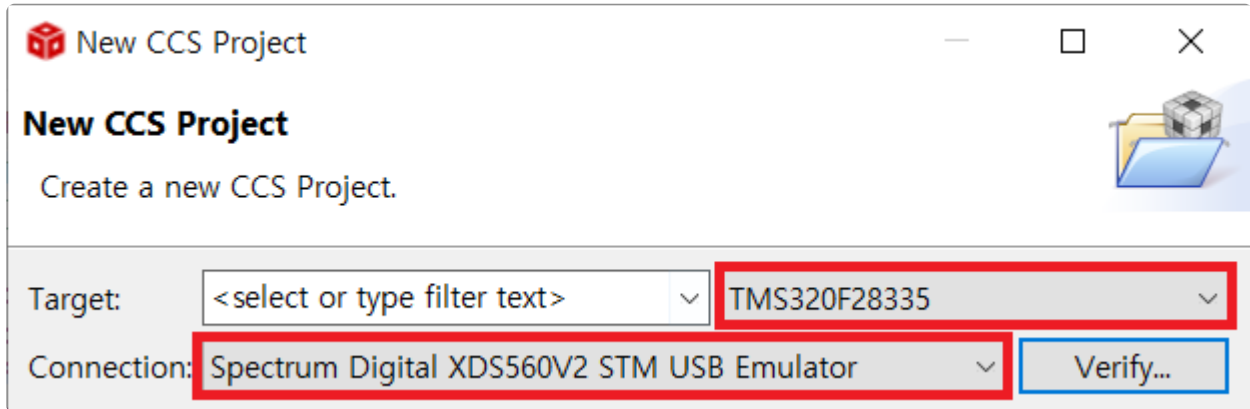 New CCS Project
New CCS Project
Create a new CCS Project.
Target: <select or type filter text> TMS320F28335
Connection: Spectrum Digital XDS560V2 STM USB Emulator Verify...